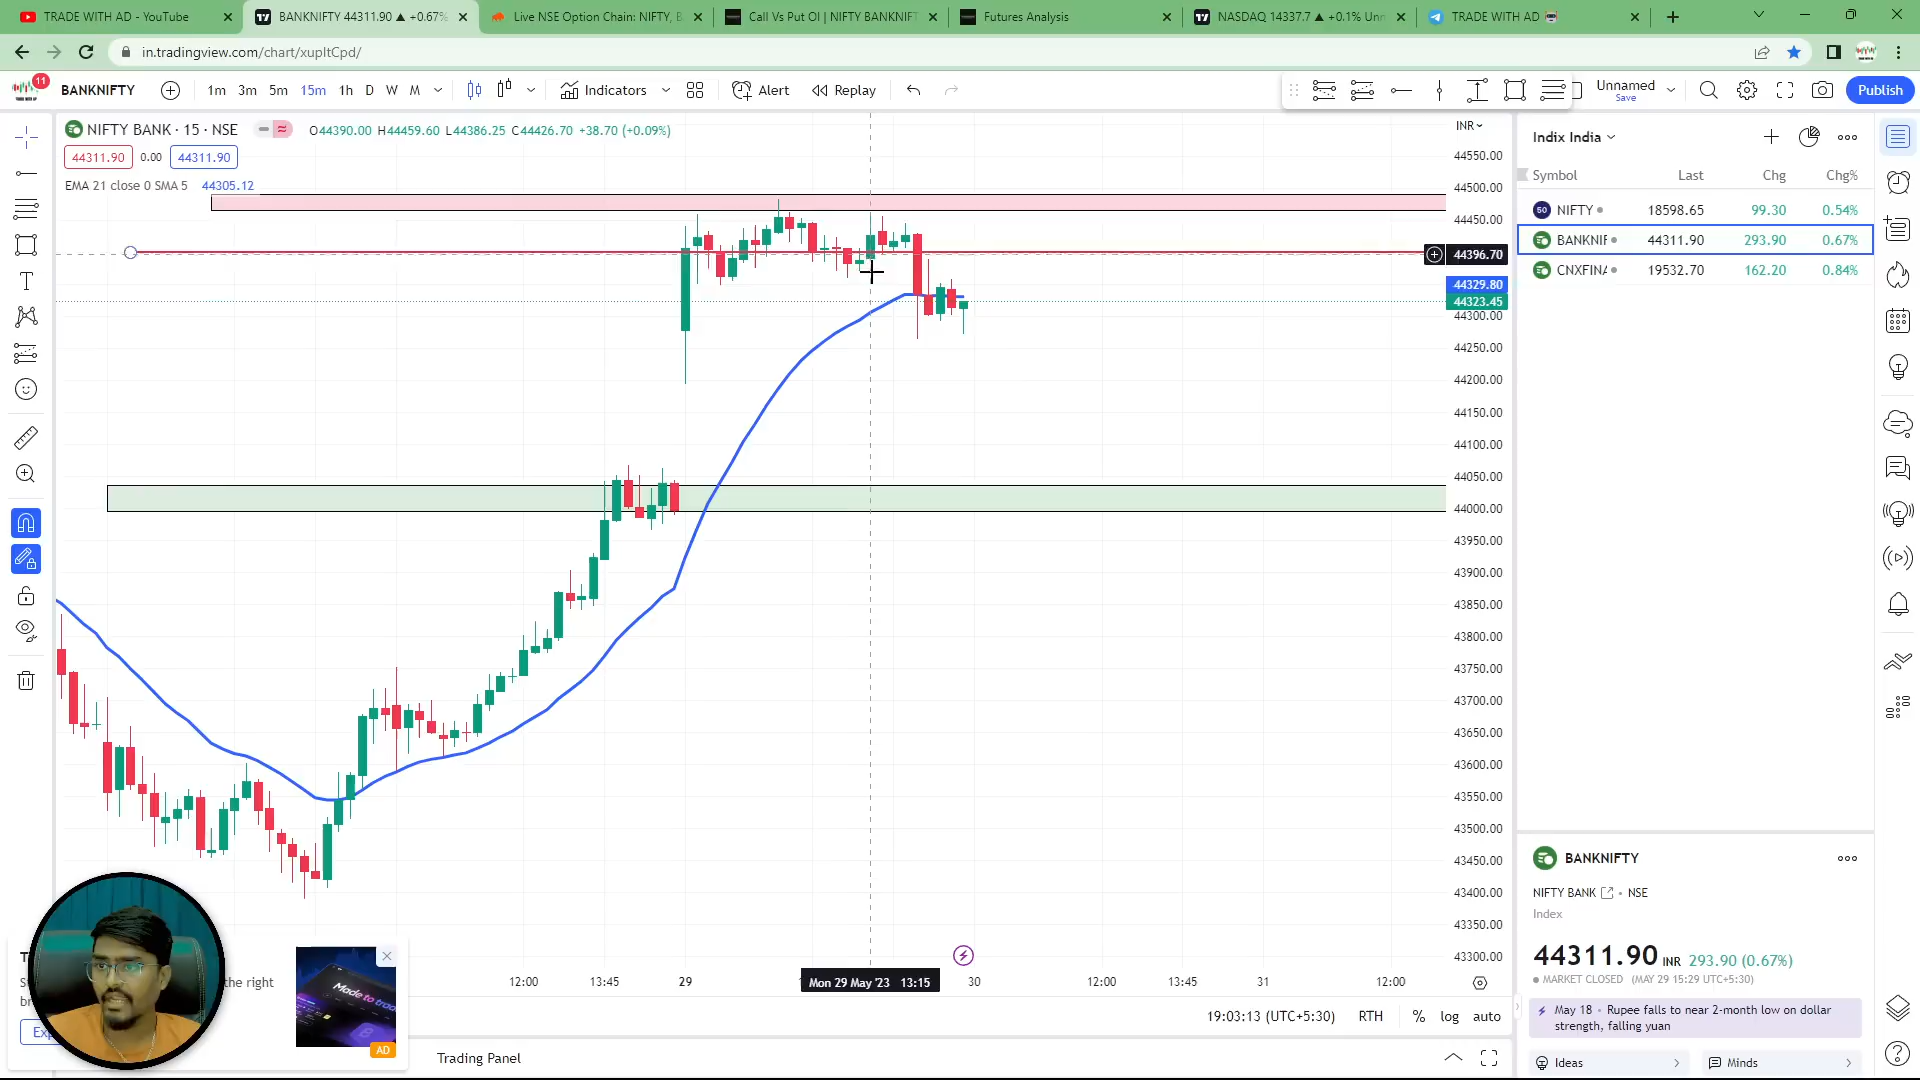 TRADE WITH AD - YouTube
BANKNIFTY 44311.90 ▲ +0.67%
Live NSE Option Chain: NIFTY, B
Call Vs Put OI | NIFTY BANKNIFT
Futures Analysis
NASDAQ 14337.7 ▲ +0.1% Unn
TRADE WITH AD
in.tradingview.com/chart/xupItCpd/
11
BANKNIFTY
1m 3m 5m 15m 1h D W M
Indicators
Alert
Replay
Unnamed
Save
Publish
NIFTY BANK · 15 · NSE
O44390.00 H44459.60 L44386.25 C44426.70 +38.70 (+0.09%)
44311.90 0.00 44311.90
EMA 21 close 0 SMA 5 44305.12
INR
44550.00
44500.00
44450.00
44396.70
44329.80
44323.45
44300.00
44250.00
44200.00
44150.00
44100.00
44050.00
44000.00
43950.00
43900.00
43850.00
43800.00
43750.00
43700.00
43650.00
43600.00
43550.00
43500.00
43450.00
43400.00
43350.00
43300.00
12:00 13:45 29 Mon 29 May '23 13:15 30 12:00 13:45 31 12:00
19:03:13 (UTC+5:30) RTH % log auto
Trading Panel
the right
Made to trad
AD
Indix India
Symbol Last Chg Chg%
50 NIFTY 18598.65 99.30 0.54%
BANKNIF 44311.90 293.90 0.67%
CNXFINA 19532.70 162.20 0.84%
BANKNIFTY
NIFTY BANK · NSE
Index
44311.90 INR 293.90 (0.67%)
MARKET CLOSED (MAY 29 15:29 UTC+5:30)
May 18 · Rupee falls to near 2-month low on dollar
strength, falling yuan
Ideas
Minds